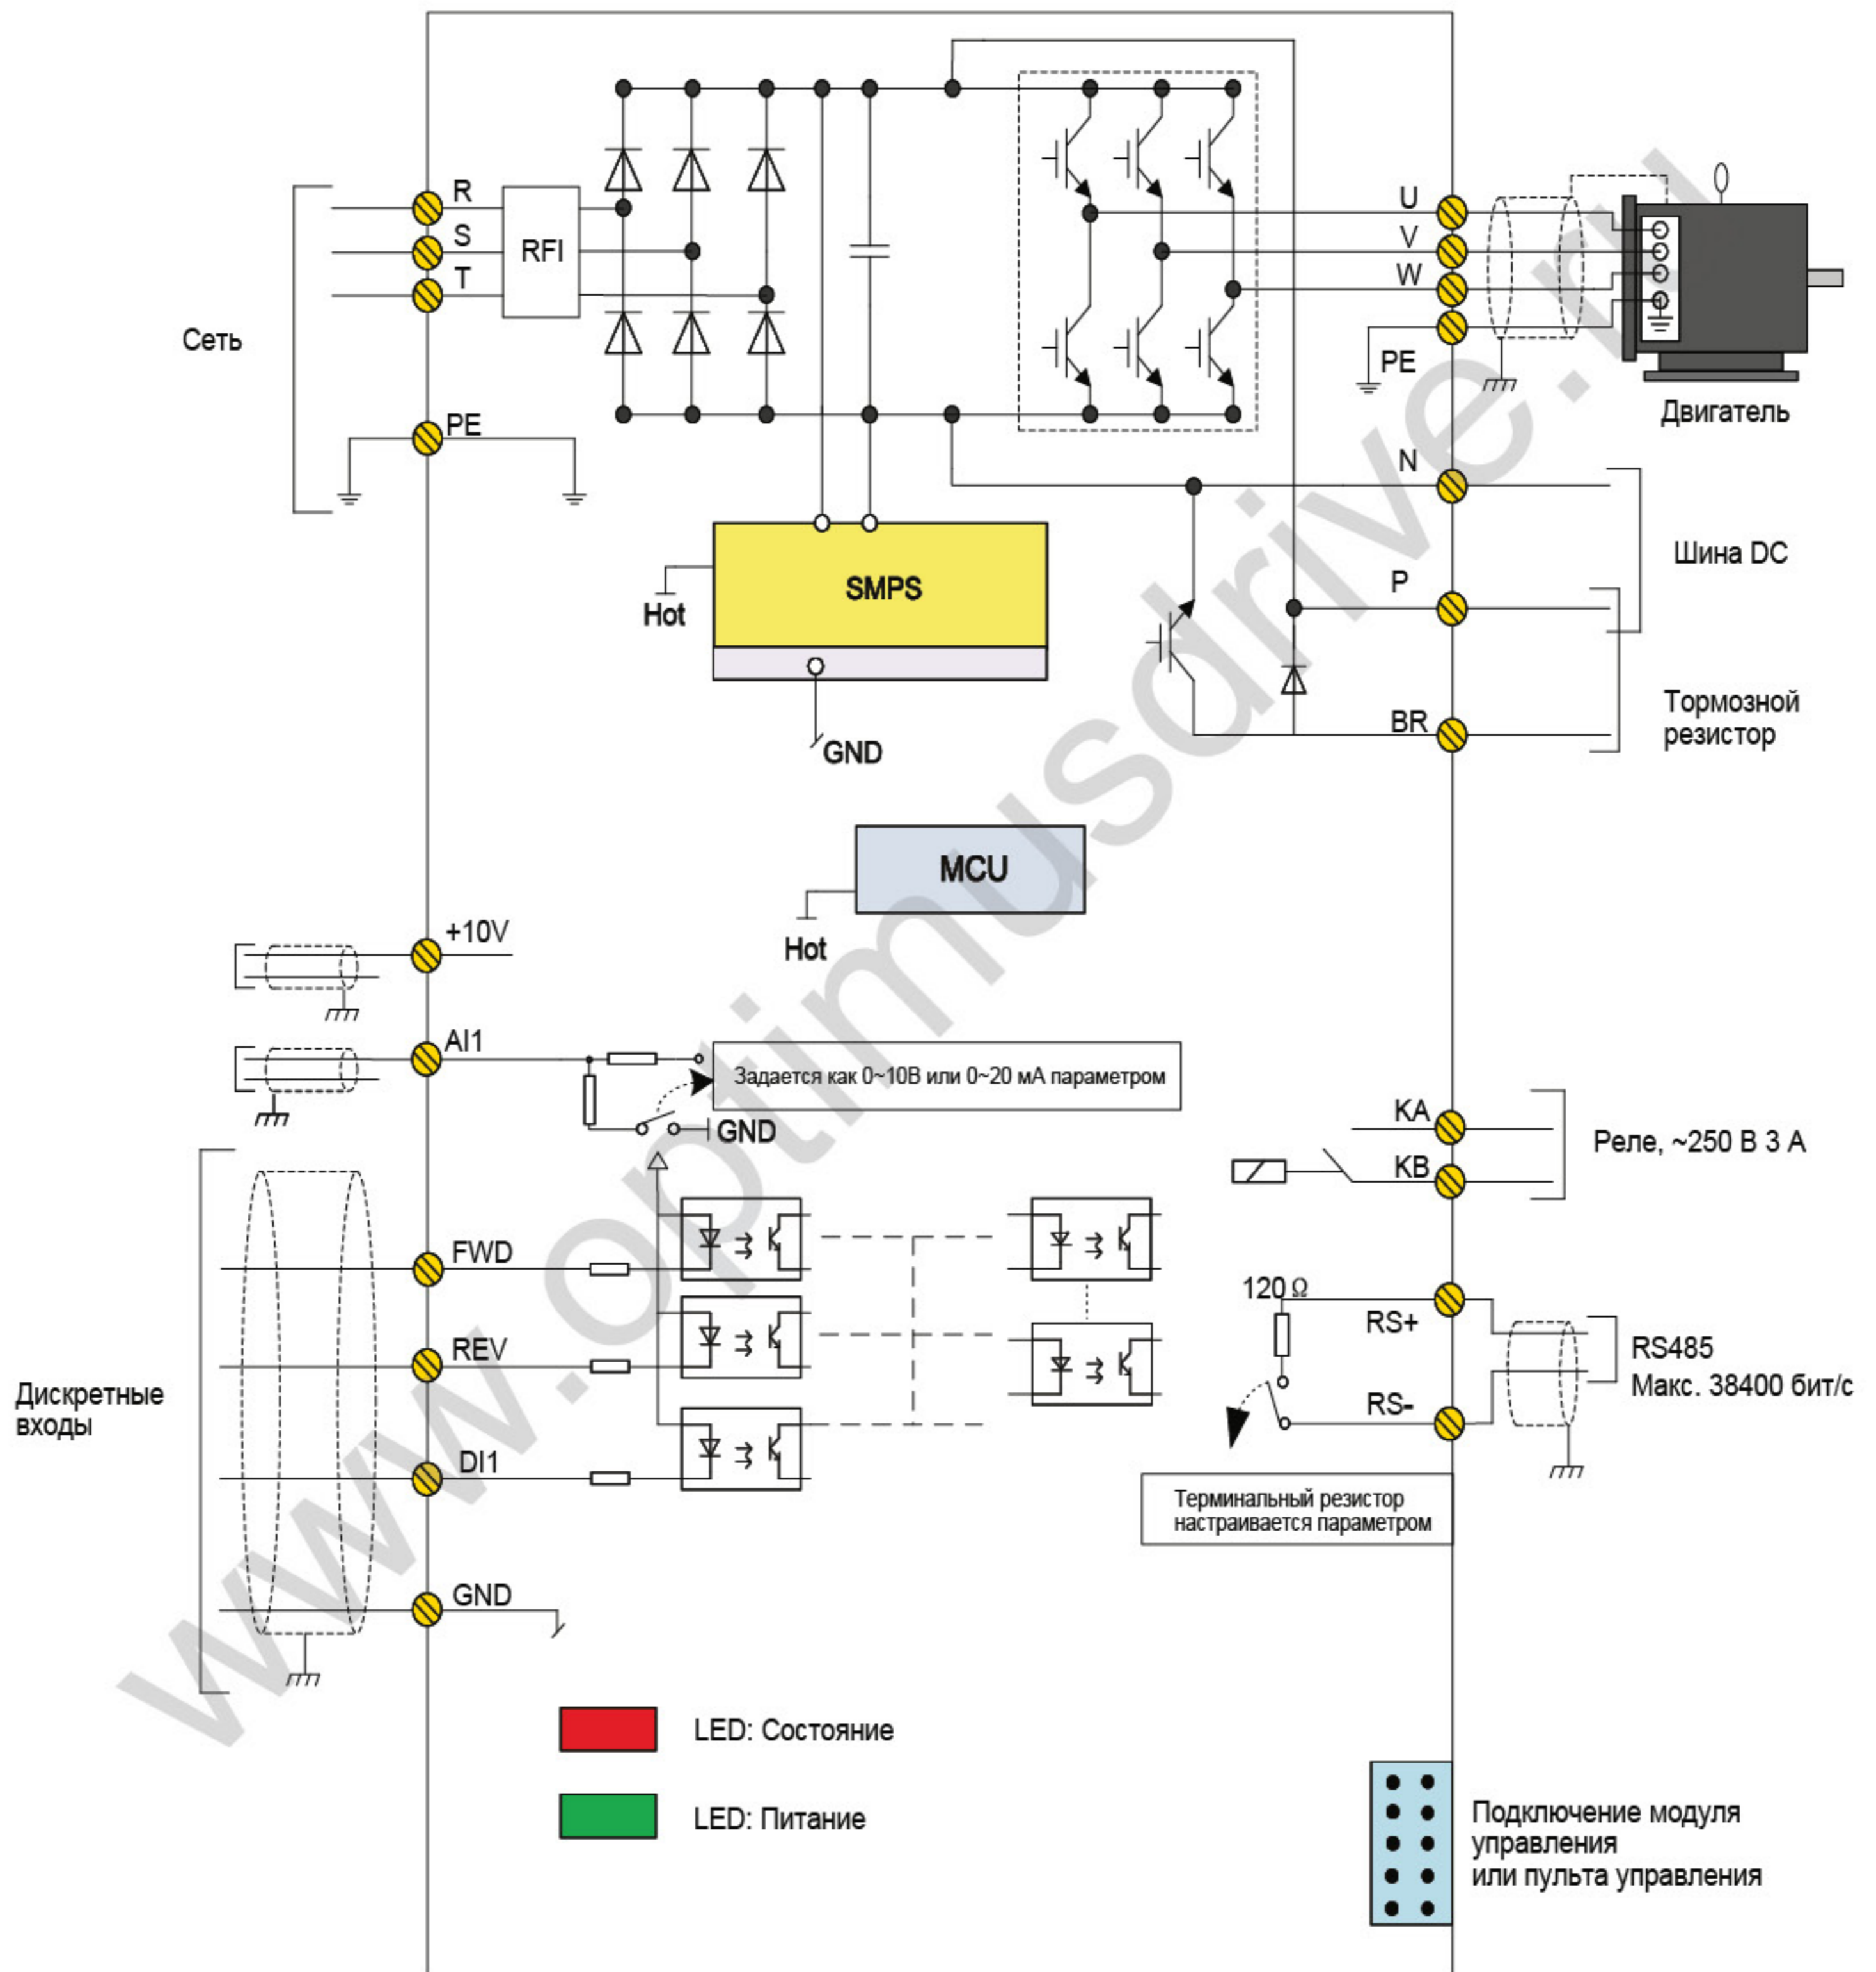 R
S
T
RFI
Сеть
PE
U
V
W
PE
Двигатель
N
Шина DC
P
SMPS
Hot
Тормозной
резистор
BR
GND
MCU
Hot
+10V
AI1
Задается как 0~10В или 0~20 мА параметром
GND
KA
KB
Реле, ~250 В 3 А
FWD
REV
DI1
GND
Дискретные
входы
120 Ω
RS+
RS-
RS485
Макс. 38400 бит/с
Терминальный резистор
настраивается параметром
LED: Состояние
LED: Питание
Подключение модуля
управления
или пульта управления
www.optimusdrive.ru